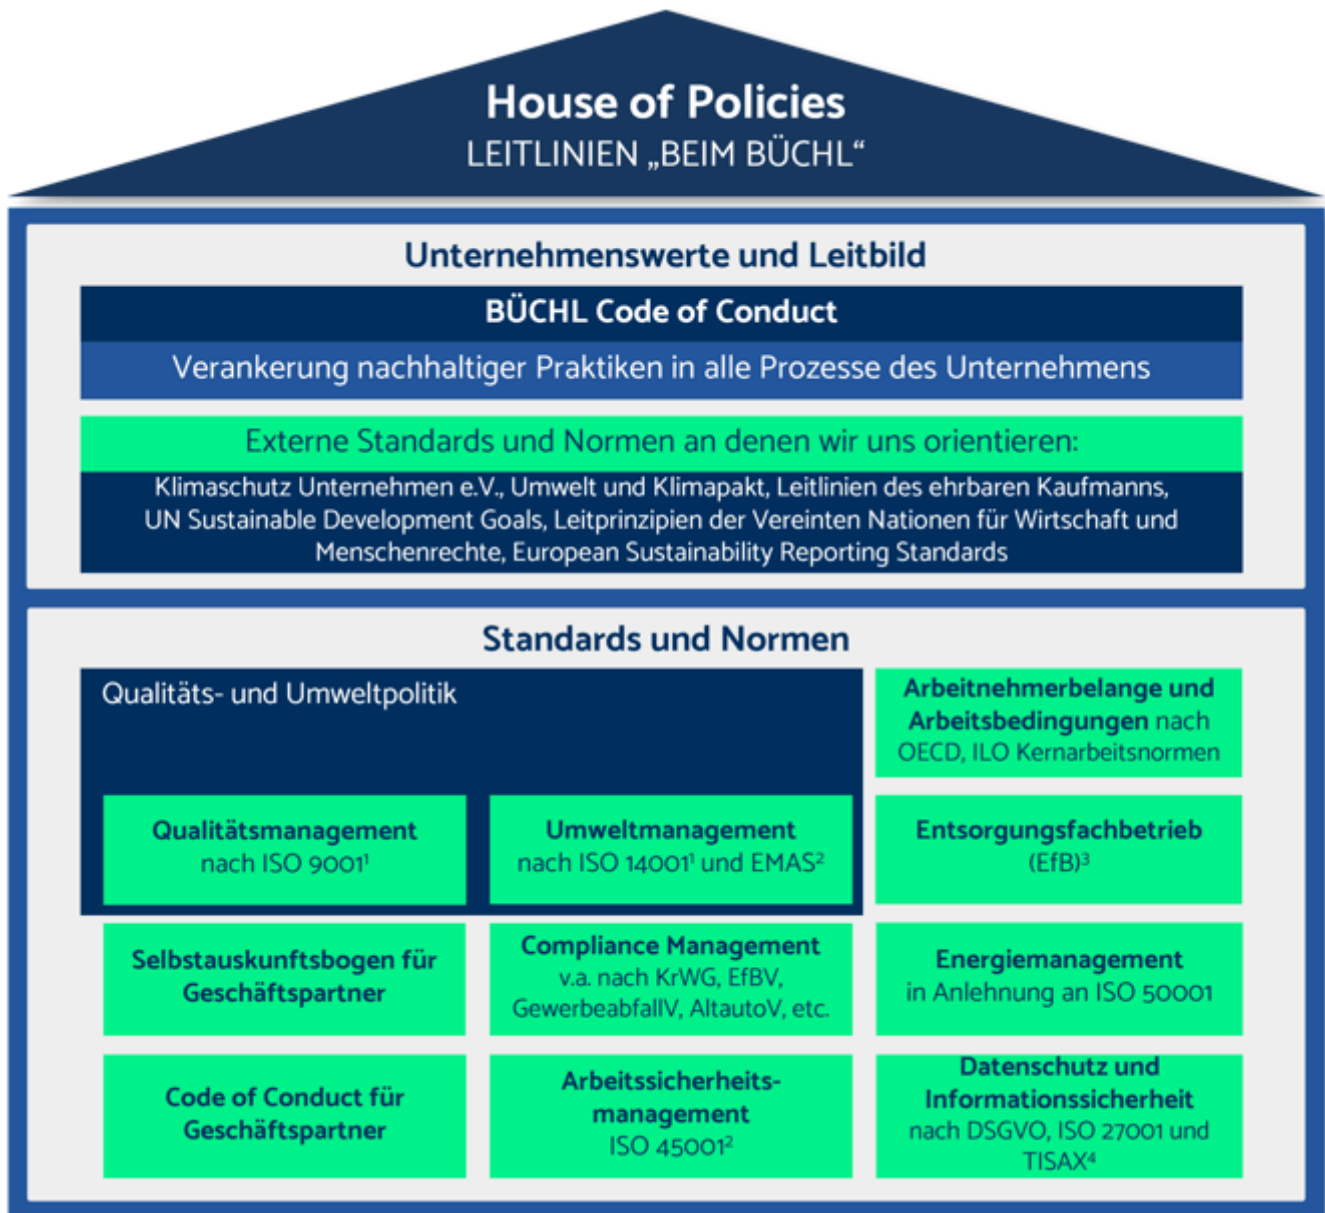 House of Policies
LEITLINIEN „BEIM BÜCHL“
Unternehmenswerte und Leitbild
BÜCHL Code of Conduct
Verankerung nachhaltiger Praktiken in alle Prozesse des Unternehmens
Externe Standards und Normen an denen wir uns orientieren:
Klimaschutz Unternehmen e.V., Umwelt und Klimapakt, Leitlinien des ehrbaren Kaufmanns,
UN Sustainable Development Goals, Leitprinzipien der Vereinten Nationen für Wirtschaft und
Menschenrechte, European Sustainability Reporting Standards
Standards und Normen
Qualitäts- und Umweltpolitik
Arbeitnehmerbelange und
Arbeitsbedingungen nach
OECD, ILO Kernarbeitsnormen
Qualitätsmanagement
nach ISO 9001¹
Umweltmanagement
nach ISO 14001¹ und EMAS²
Entsorgungsfachbetrieb
(EfB)³
Selbstauskunftsbogen für
Geschäftspartner
Compliance Management
v.a. nach KrWG, EfBV,
GewerbeabfallV, AltautoV, etc.
Energiemanagement
in Anlehnung an ISO 50001
Code of Conduct für
Geschäftspartner
Arbeitssicherheits-
management
ISO 45001²
Datenschutz und
Informationssicherheit
nach DSGVO, ISO 27001 und
TISAX⁴